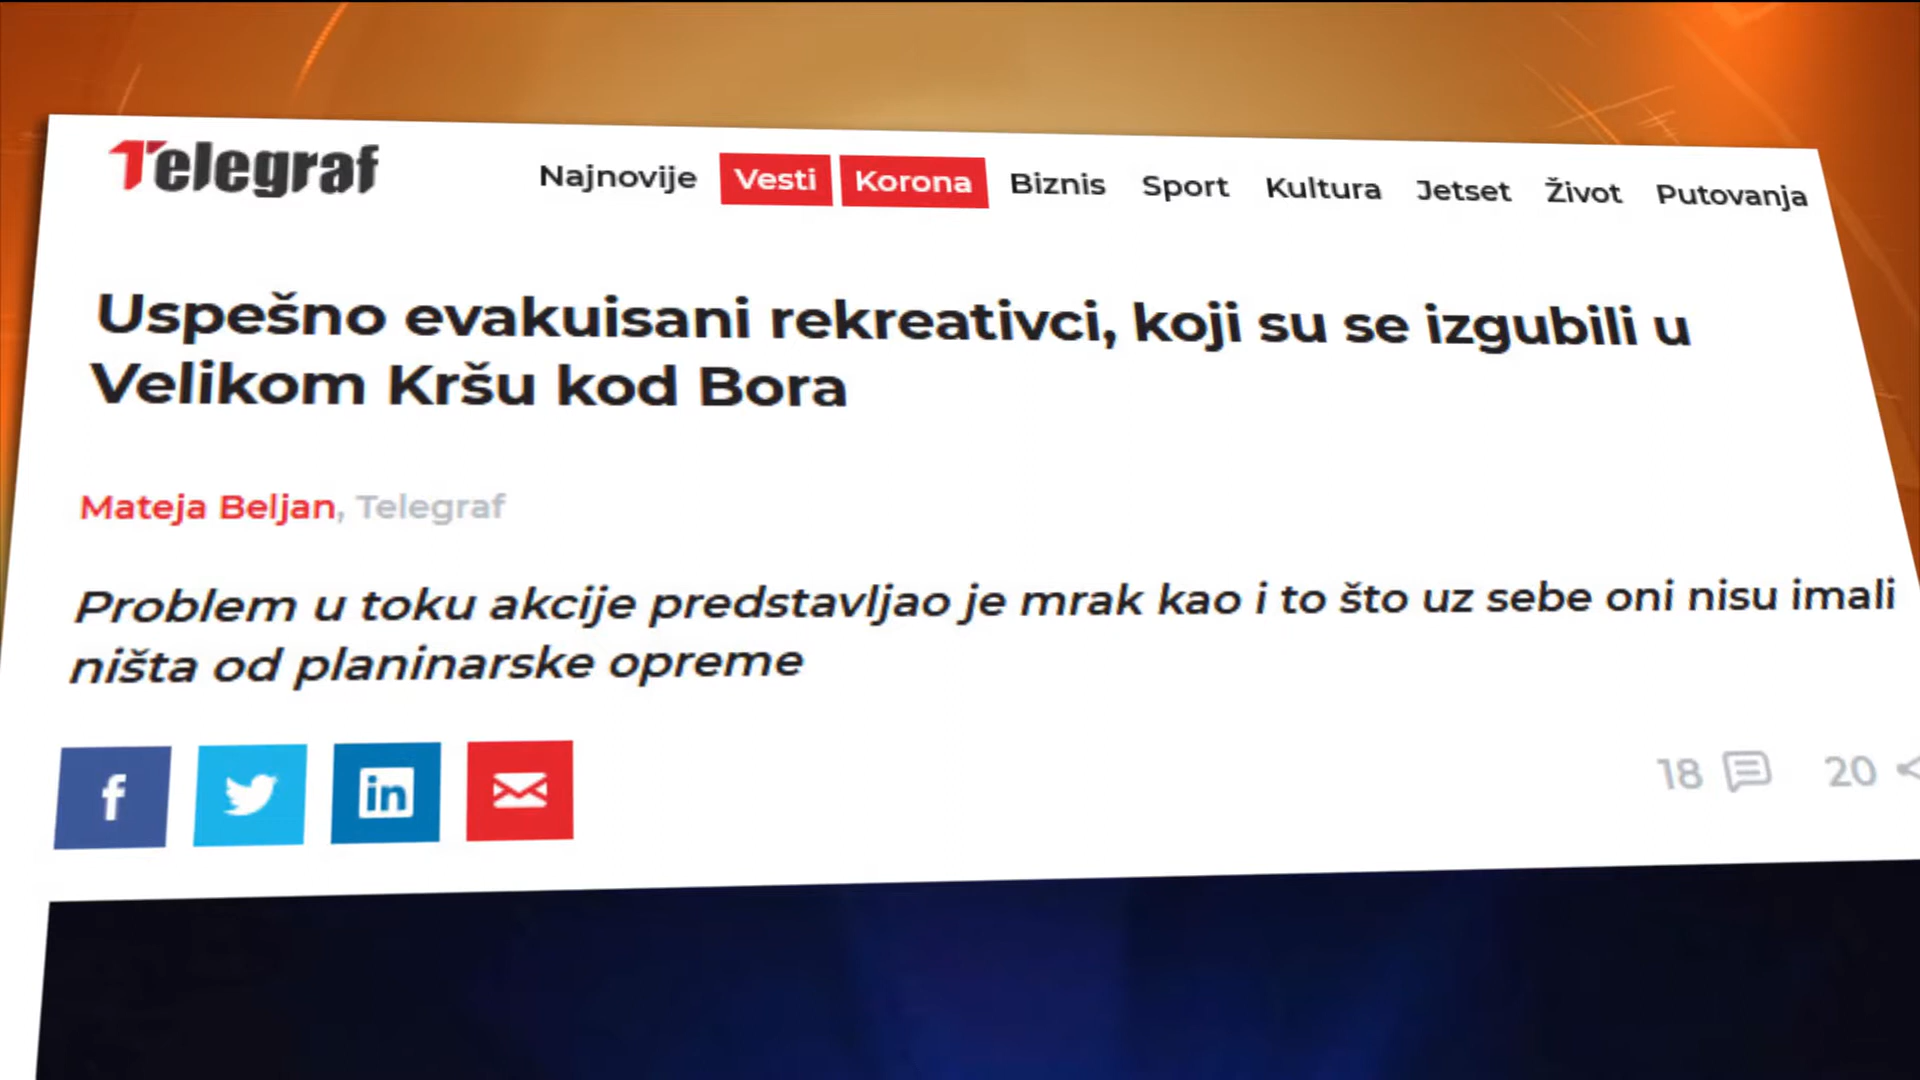 Telegraf
Najnovije Vesti Korona Biznis Sport Kultura Jetset Život Putovanja
Uspešno evakuisani rekreativci, koji su se izgubili u
Velikom Kršu kod Bora
Mateja Beljan, Telegraf
Problem u toku akcije predstavljao je mrak kao i to što uz sebe oni nisu imali
ništa od planinarske opreme
f in
18 20